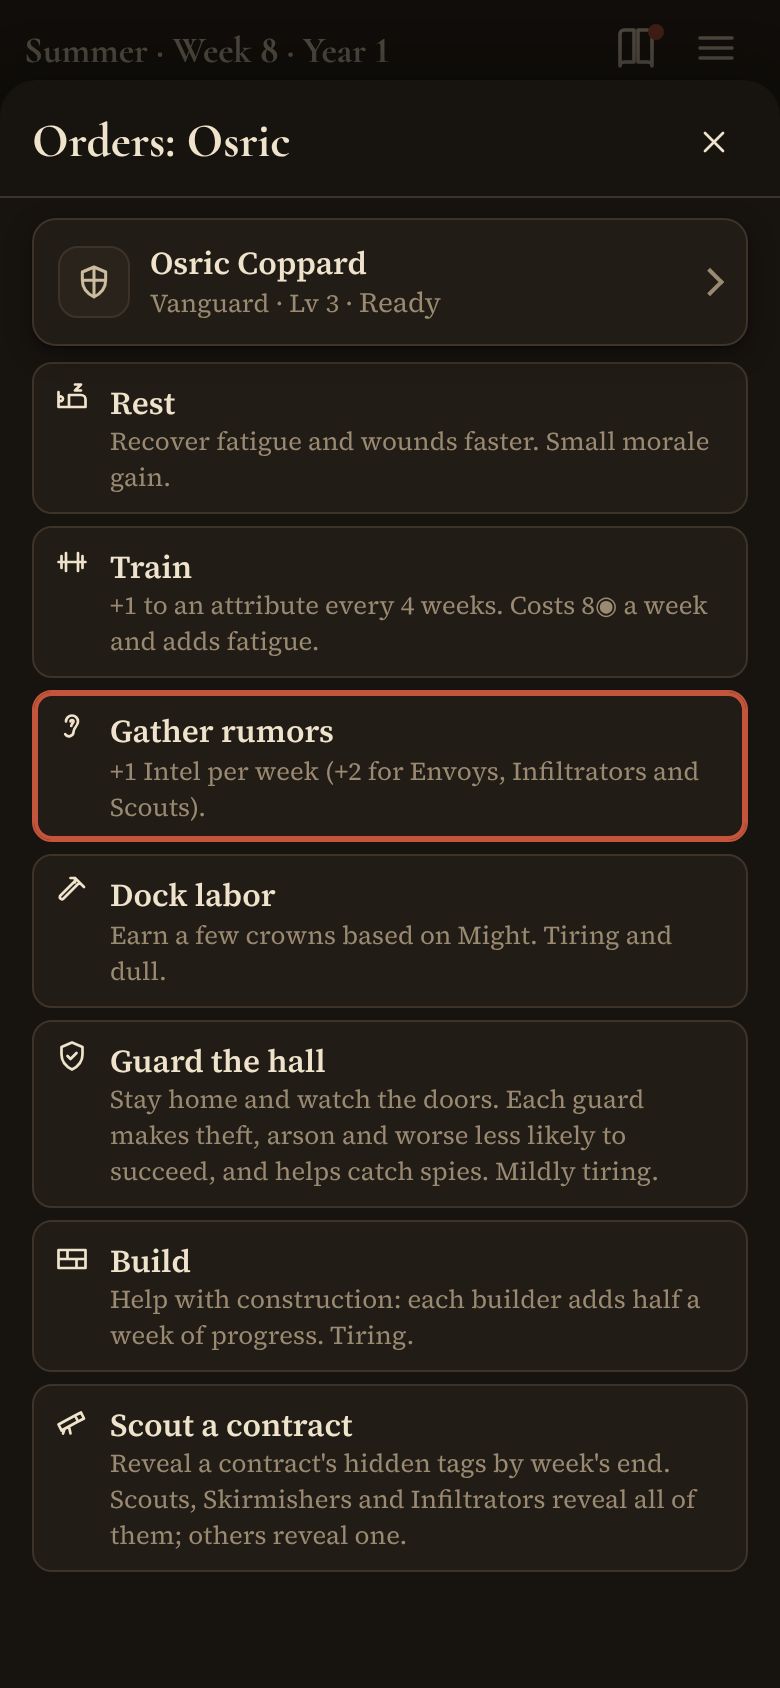 Summer · Week 8 · Year 1
Orders: Osric
Osric Coppard
Vanguard · Lv 3 · Ready
Rest
Recover fatigue and wounds faster. Small morale
gain.
Train
+1 to an attribute every 4 weeks. Costs 8◉ a week
and adds fatigue.
Gather rumors
+1 Intel per week (+2 for Envoys, Infiltrators and
Scouts).
Dock labor
Earn a few crowns based on Might. Tiring and
dull.
Guard the hall
Stay home and watch the doors. Each guard
makes theft, arson and worse less likely to
succeed, and helps catch spies. Mildly tiring.
Build
Help with construction: each builder adds half a
week of progress. Tiring.
Scout a contract
Reveal a contract's hidden tags by week's end.
Scouts, Skirmishers and Infiltrators reveal all of
them; others reveal one.